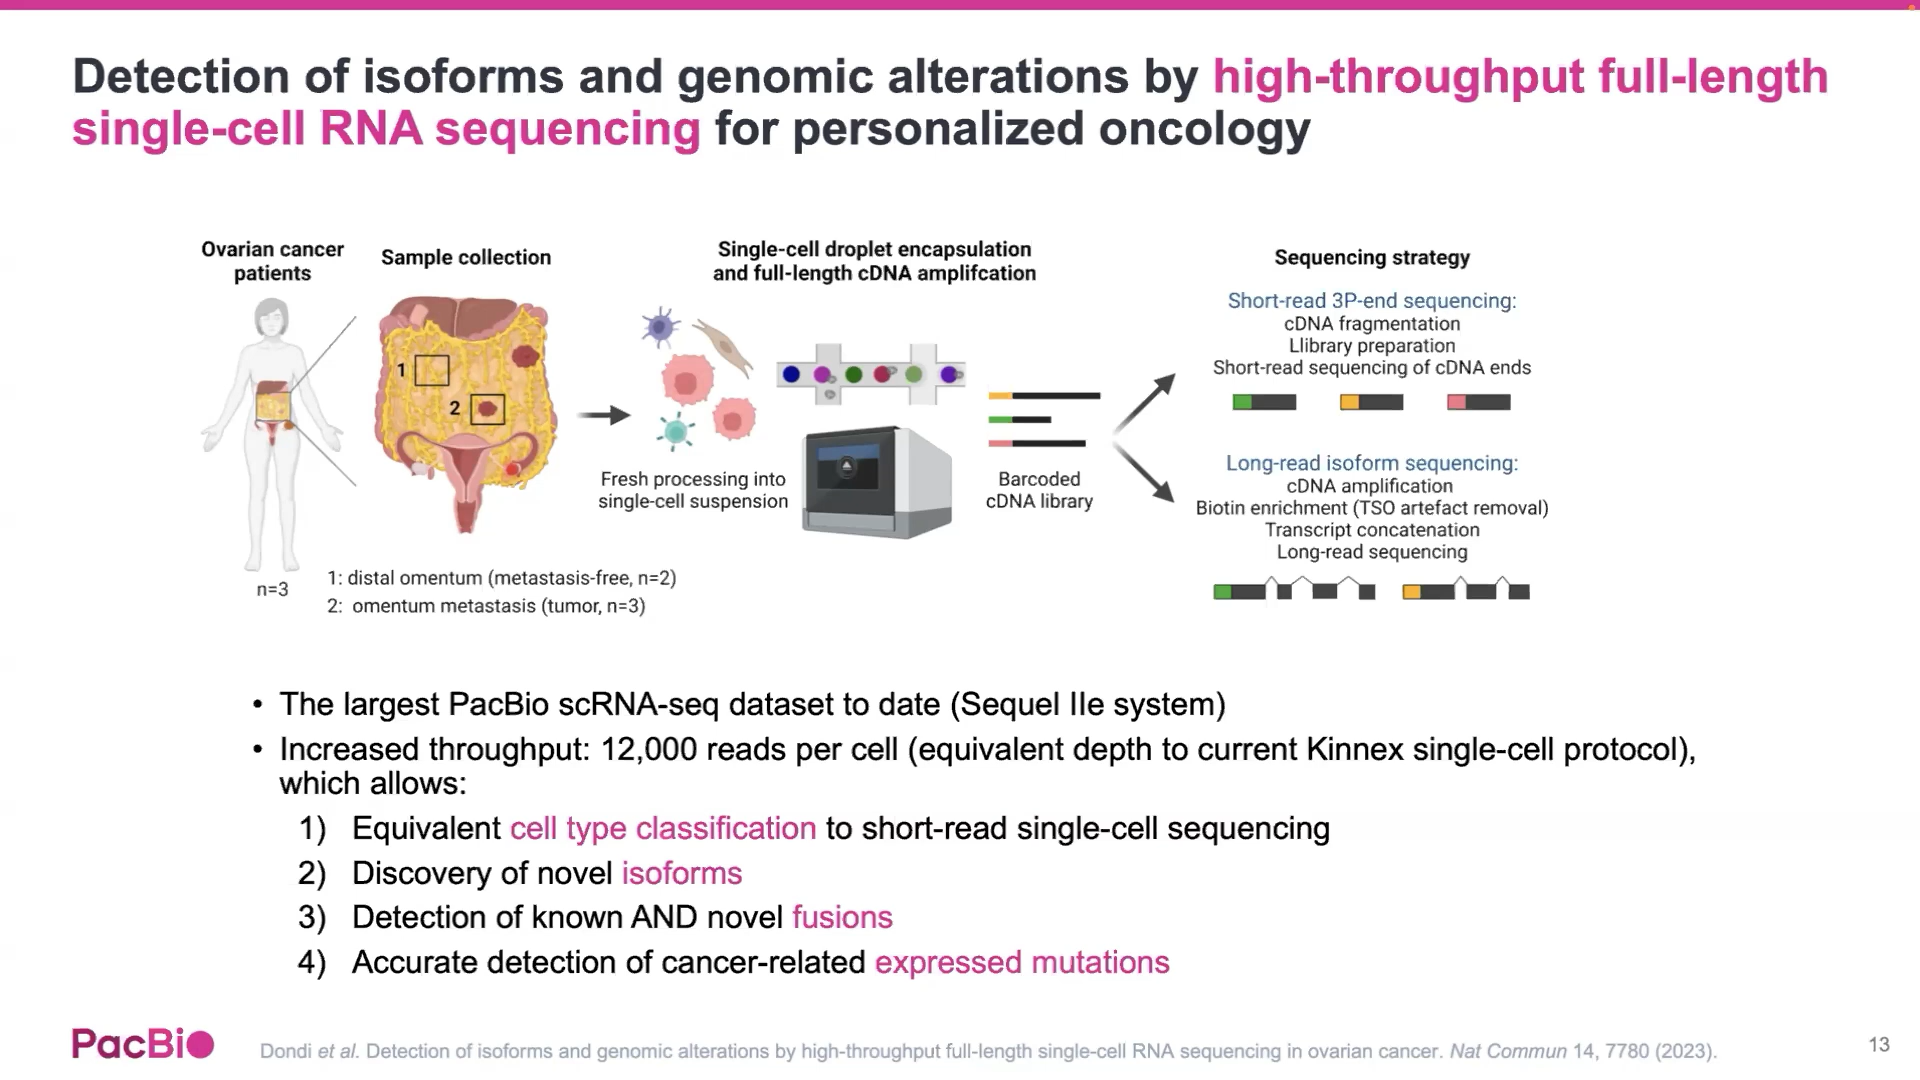 Detection of isoforms and genomic alterations by high-throughput full-length
single-cell RNA sequencing for personalized oncology
Ovarian cancer
patients
Sample collection
Single-cell droplet encapsulation
and full-length cDNA amplifcation
Sequencing strategy
Short-read 3P-end sequencing:
cDNA fragmentation
Llibrary preparation
Short-read sequencing of cDNA ends
1
2
Fresh processing into
single-cell suspension
Barcoded
cDNA library
Long-read isoform sequencing:
cDNA amplification
Biotin enrichment (TSO artefact removal)
Transcript concatenation
Long-read sequencing
n=3
1: distal omentum (metastasis-free, n=2)
2: omentum metastasis (tumor, n=3)
• The largest PacBio scRNA-seq dataset to date (Sequel IIe system)
• Increased throughput: 12,000 reads per cell (equivalent depth to current Kinnex single-cell protocol),
which allows:
1) Equivalent cell type classification to short-read single-cell sequencing
2) Discovery of novel isoforms
3) Detection of known AND novel fusions
4) Accurate detection of cancer-related expressed mutations
PacBio
Dondi et al. Detection of isoforms and genomic alterations by high-throughput full-length single-cell RNA sequencing in ovarian cancer. Nat Commun 14, 7780 (2023).
13